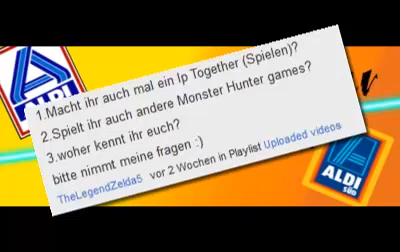 ALDI
1.Macht ihr auch mal ein lp Together (Spielen)?
2.Spielt ihr auch andere Monster Hunter games?
3.woher kennt ihr euch?
bitte nimmt meine fragen :)
TheLegendZelda5 vor 2 Wochen in Playlist Uploaded videos
ALDI
SÜD